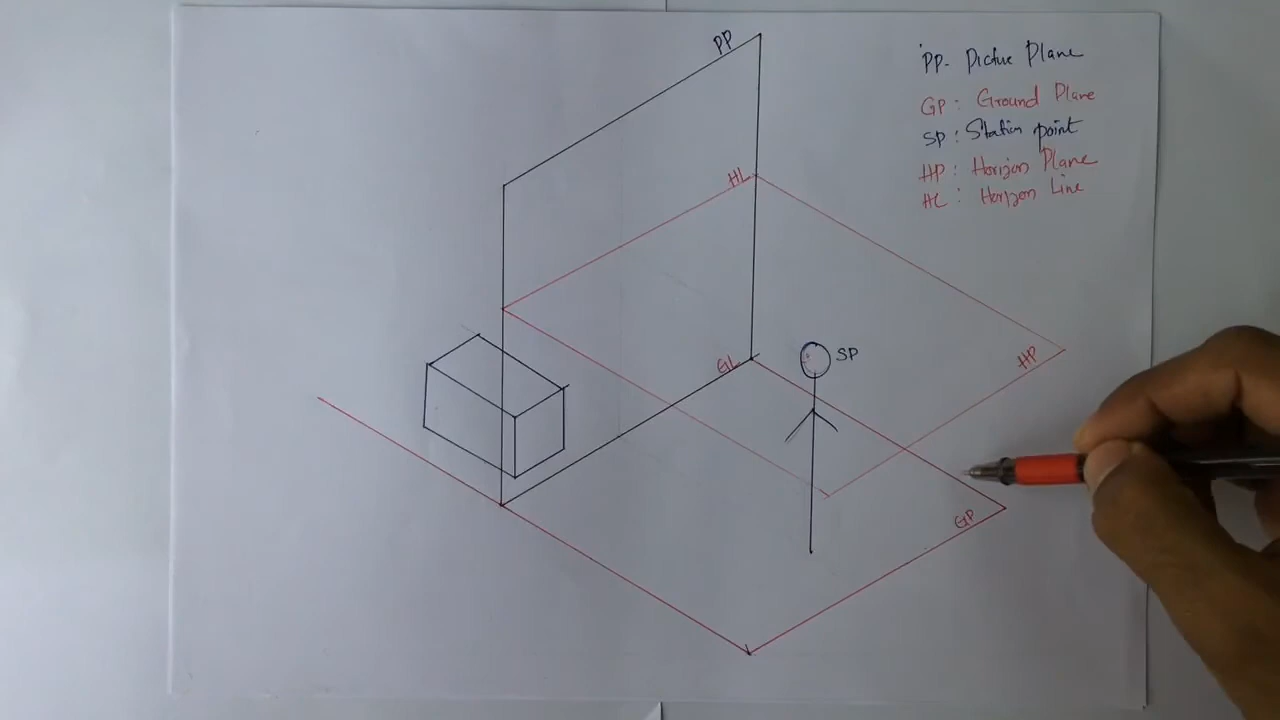 PP
PP- Pictue Plane
GP: Ground Plane
SP: Station point
HP: Horizon Plane
HL: Horizon Line
HL
SP
HP
GL
GP